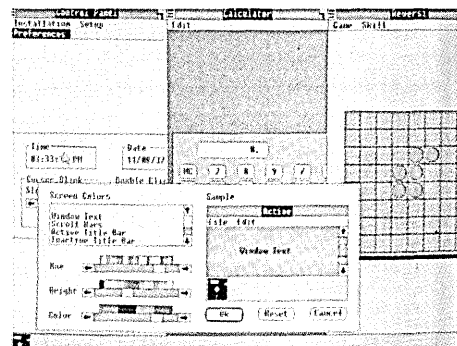 Control Panel
Installation Setup
Preferences
Time
Date
Cursor Blink
Calculator
Edit
0.
MC 7 8 9 /
Reversi
Game Skill
Screen Colors
Window Text
Scroll Bars
Active Title Bar
Inactive Title Bar
Hue
Bright
Color
Sample
Active
File Edit
Window Text
Ok Reset Cancel